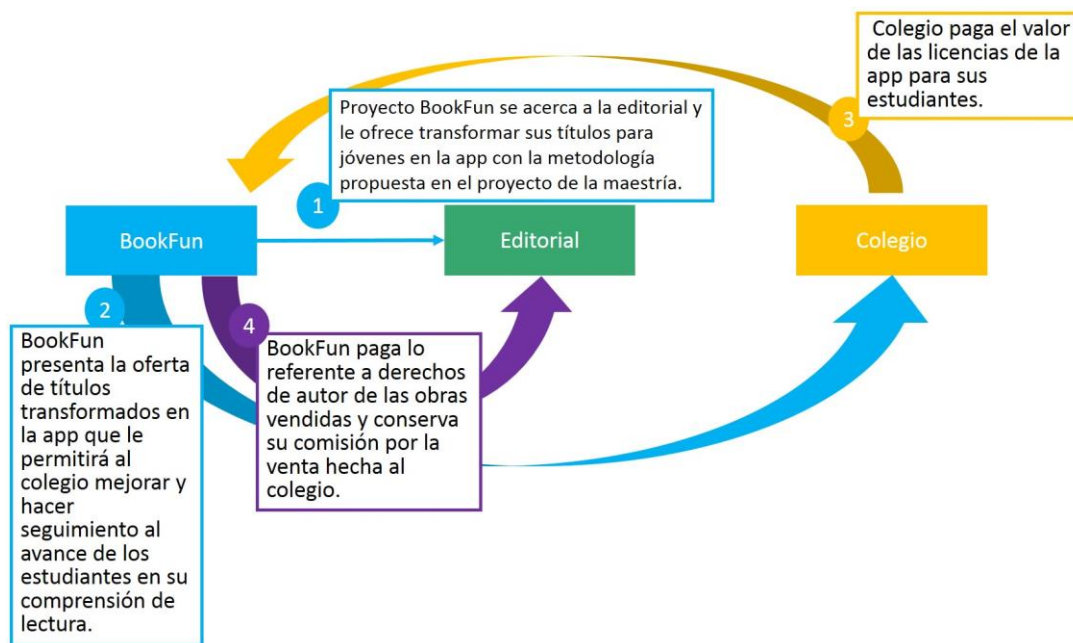 Colegio paga el valor
de las licencias de la
app para sus
estudiantes.
3
Proyecto BookFun se acerca a la editorial y
le ofrece transformar sus títulos para
jóvenes en la app con la metodología
propuesta en el proyecto de la maestría.
1
BookFun
Editorial
Colegio
2
BookFun
presenta la oferta
de títulos
transformados en
la app que le
permitirá al
colegio mejorar y
hacer
seguimiento al
avance de los
estudiantes en su
comprensión de
lectura.
4
BookFun paga lo
referente a derechos
de autor de las obras
vendidas y conserva
su comisión por la
venta hecha al
colegio.